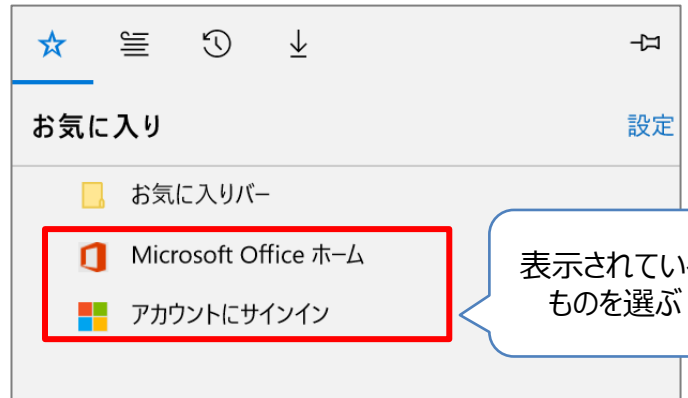 お気に入り
設定
お気に入りバー
Microsoft Office ホーム
アカウントにサインイン
表示されてい
ものを選ぶ